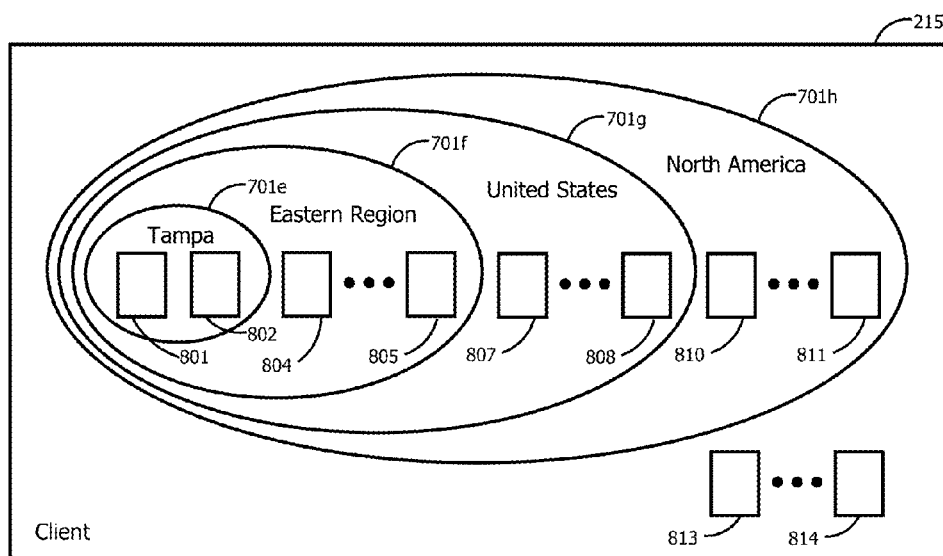 215
701h
701g
701f
North America
701e
United States
Eastern Region
Tampa
802
801
804
805
807
808
810
811
Client
813
814